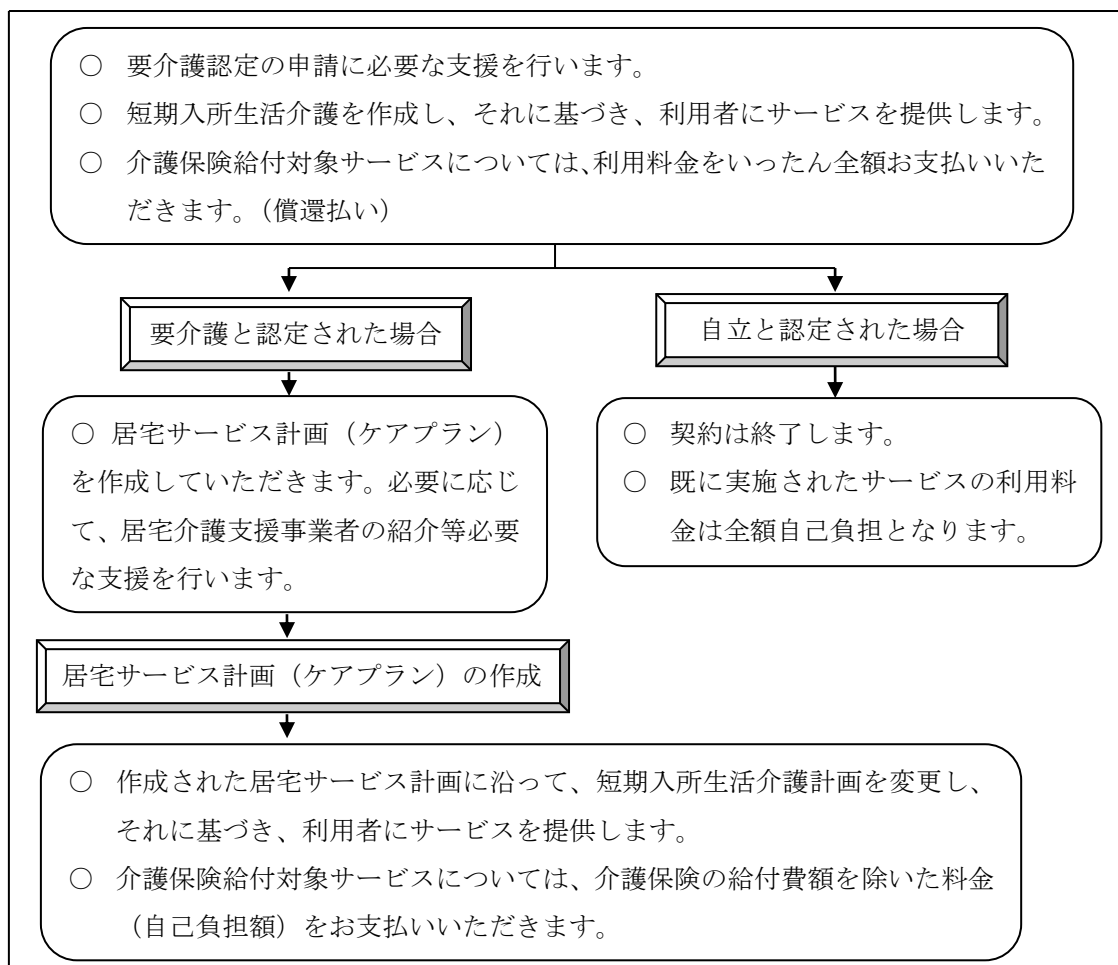 ○ 要介護認定の申請に必要な支援を行います。
○ 短期入所生活介護を作成し、それに基づき、利用者にサービスを提供します。
○ 介護保険給付対象サービスについては、利用料金をいったん全額お支払いいた
だきます。（償還払い）
要介護と認定された場合
自立と認定された場合
○ 居宅サービス計画（ケアプラン）
を作成していただきます。必要に応じ
て、居宅介護支援事業者の紹介等必要
な支援を行います。
○ 契約は終了します。
○ 既に実施されたサービスの利用料
金は全額自己負担となります。
居宅サービス計画（ケアプラン）の作成
○ 作成された居宅サービス計画に沿って、短期入所生活介護計画を変更し、
それに基づき、利用者にサービスを提供します。
○ 介護保険給付対象サービスについては、介護保険の給付費額を除いた料金
（自己負担額）をお支払いいただきます。